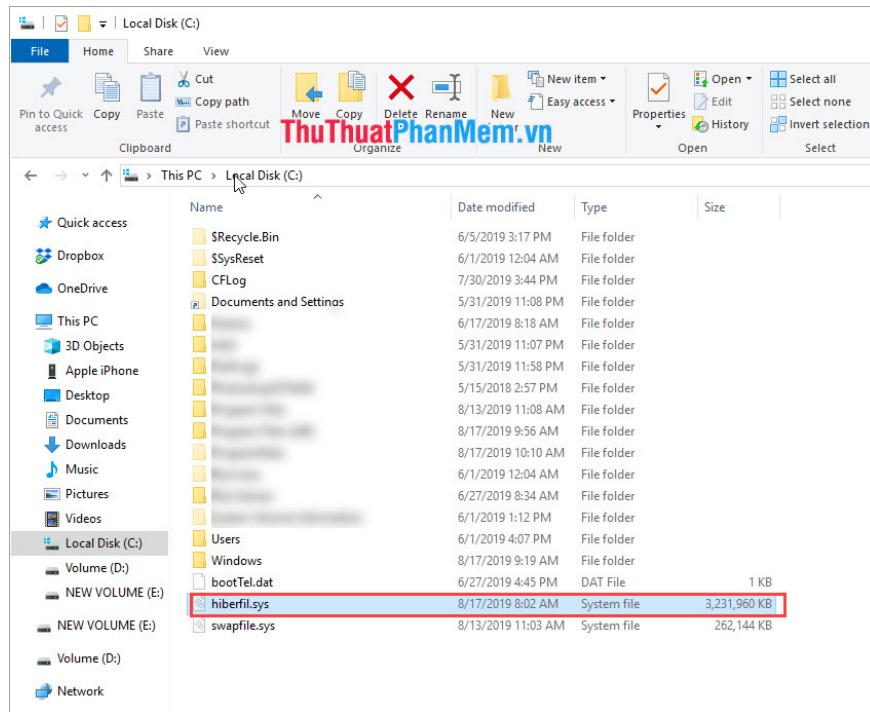 Local Disk (C:)
File Home Share View
Pin to Quick access
Copy
Paste
Cut
Copy path
Paste shortcut
Clipboard
Move Copy Delete Rename
Organize
New
New item
Easy access
New
Properties
Open
Edit
History
Open
Select all
Select none
Invert selection
Select
ThuThuatPhanMem.vn
This PC > Local Disk (C:)
Quick access
Dropbox
OneDrive
This PC
3D Objects
Apple iPhone
Desktop
Documents
Downloads
Music
Pictures
Videos
Local Disk (C:)
Volume (D:)
NEW VOLUME (E:)
NEW VOLUME (E:)
Volume (D:)
Network
Name Date modified Type Size
$Recycle.Bin 6/5/2019 3:17 PM File folder
$SysReset 6/1/2019 12:04 AM File folder
CFLog 7/30/2019 3:44 PM File folder
Documents and Settings 5/31/2019 11:08 PM File folder
6/17/2019 8:18 AM File folder
5/31/2019 11:07 PM File folder
5/31/2019 11:58 PM File folder
5/15/2018 2:57 PM File folder
8/13/2019 11:08 AM File folder
8/17/2019 9:56 AM File folder
8/17/2019 10:10 AM File folder
6/1/2019 12:04 AM File folder
6/27/2019 8:34 AM File folder
6/1/2019 1:12 PM File folder
Users 6/1/2019 4:07 PM File folder
Windows 8/17/2019 9:19 AM File folder
bootTel.dat 6/27/2019 4:45 PM DAT File 1 KB
hiberfil.sys 8/17/2019 8:02 AM System file 3,231,960 KB
swapfile.sys 8/13/2019 11:03 AM System file 262,144 KB